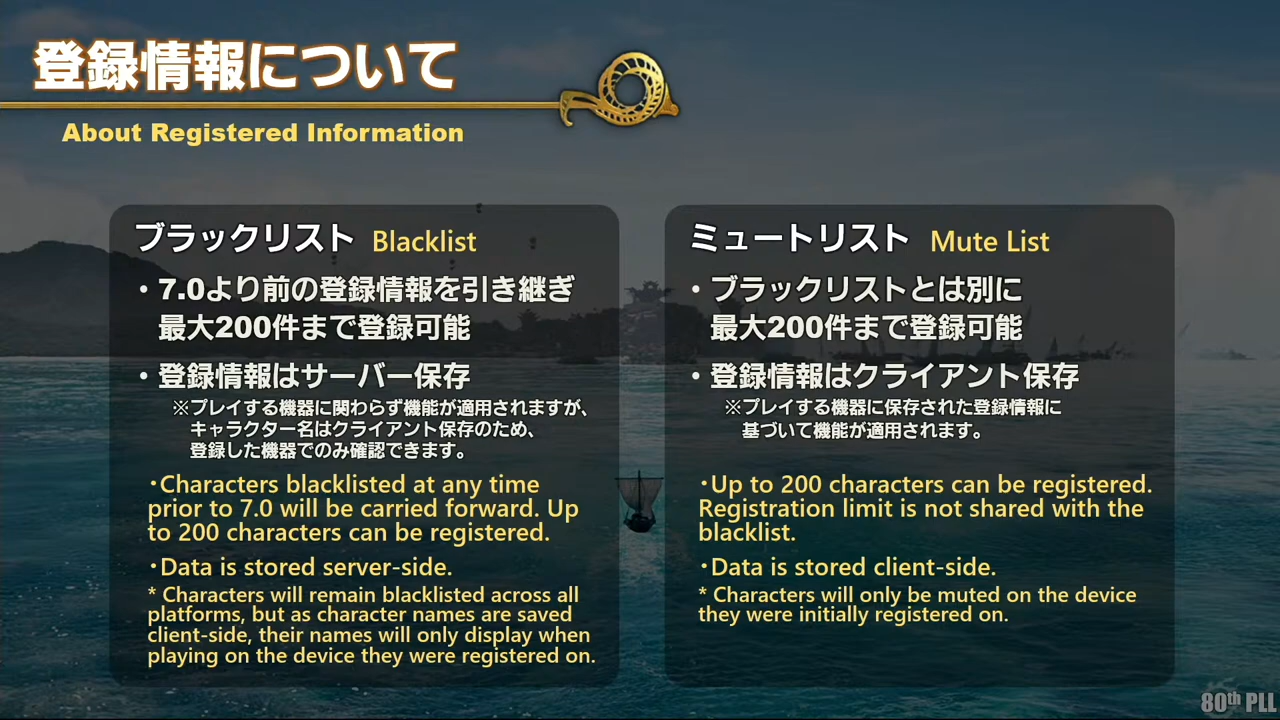 登録情報について
About Registered Information
ブラックリスト Blacklist
・7.0より前の登録情報を引き継ぎ
最大200件まで登録可能
・登録情報はサーバー保存
※プレイする機器に関わらず機能が適用されますが、
キャラクター名はクライアント保存のため、
登録した機器でのみ確認できます。
・Characters blacklisted at any time
prior to 7.0 will be carried forward. Up
to 200 characters can be registered.
・Data is stored server-side.
* Characters will remain blacklisted across all
platforms, but as character names are saved
client-side, their names will only display when
playing on the device they were registered on.
ミュートリスト Mute List
・ブラックリストとは別に
最大200件まで登録可能
・登録情報はクライアント保存
※プレイする機器に保存された登録情報に
基づいて機能が適用されます。
・Up to 200 characters can be registered.
Registration limit is not shared with the
blacklist.
・Data is stored client-side.
* Characters will only be muted on the device
they were initially registered on.
80th PLL